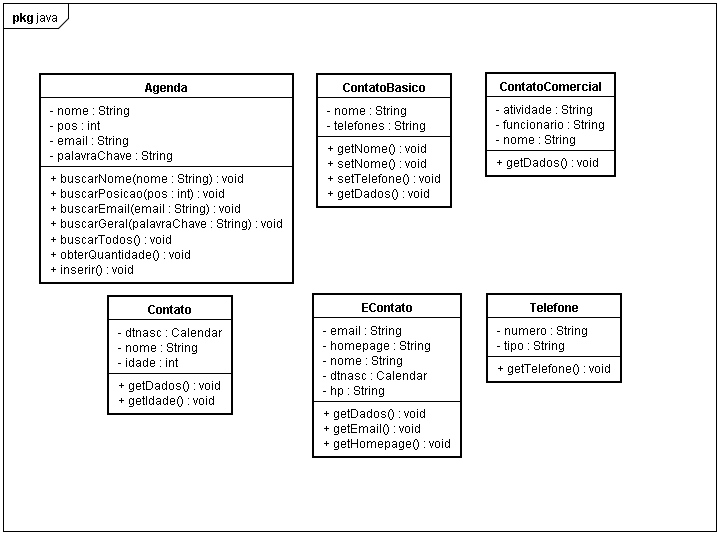 pkg java
Agenda
- nome : String
- pos : int
- email : String
- palavraChave : String
+ buscarNome(nome : String) : void
+ buscarPosicao(pos : int) : void
+ buscarEmail(email : String) : void
+ buscarGeral(palavraChave : String) : void
+ buscarTodos() : void
+ obterQuantidade() : void
+ inserir() : void
ContatoBasico
- nome : String
- telefones : String
+ getNome() : void
+ setNome() : void
+ setTelefone() : void
+ getDados() : void
ContatoComercial
- atividade : String
- funcionario : String
- nome : String
+ getDados() : void
Contato
- dtnasc : Calendar
- nome : String
- idade : int
+ getDados() : void
+ getIdade() : void
EContato
- email : String
- homepage : String
- nome : String
- dtnasc : Calendar
- hp : String
+ getDados() : void
+ getEmail() : void
+ getHomepage() : void
Telefone
- numero : String
- tipo : String
+ getTelefone() : void